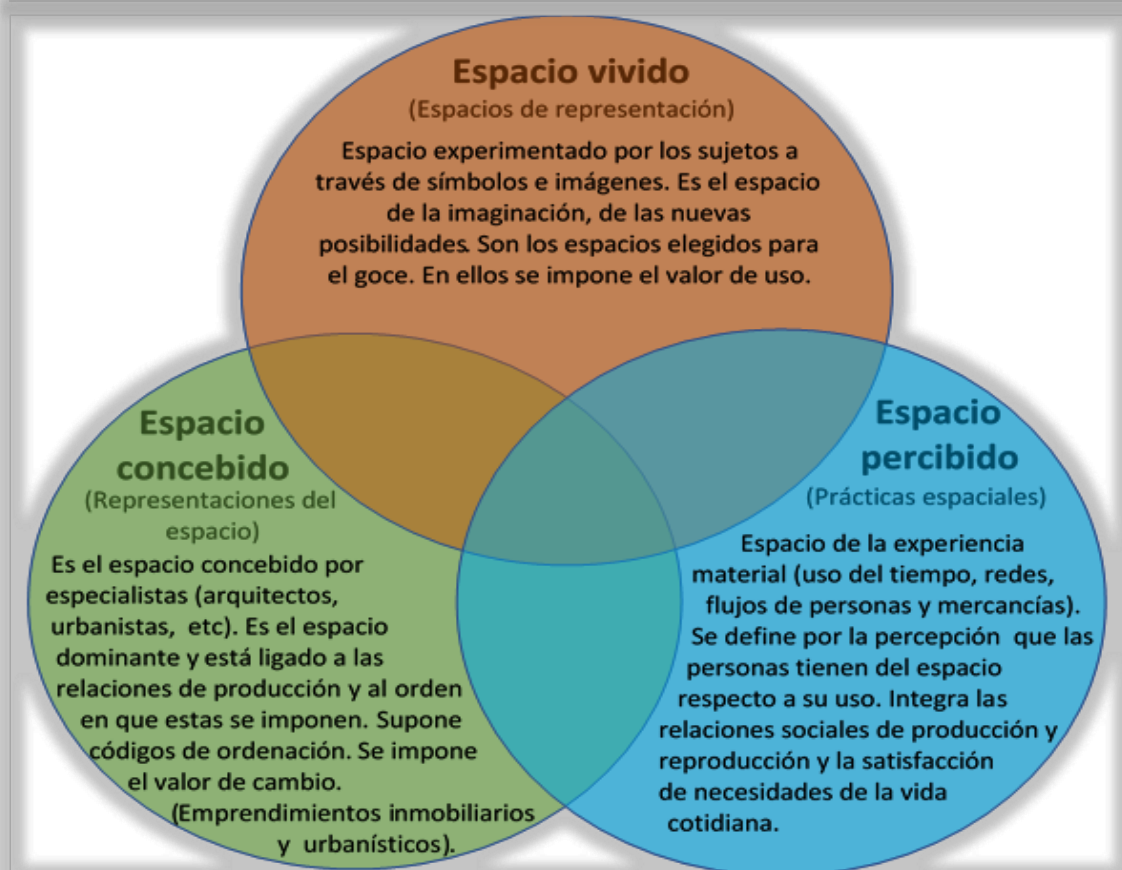 Espacio vivido
(Espacios de representación)
Espacio experimentado por los sujetos a
través de símbolos e imágenes. Es el espacio
de la imaginación, de las nuevas
posibilidades. Son los espacios elegidos para
el goce. En ellos se impone el valor de uso.
Espacio
concebido
(Representaciones del
espacio)
Es el espacio concebido por
especialistas (arquitectos,
urbanistas, etc). Es el espacio
dominante y está ligado a las
relaciones de producción y al orden
en que estas se imponen. Supone
códigos de ordenación. Se impone
el valor de cambio.
(Emprendimientos inmobiliarios
y urbanísticos).
Espacio
percibido
(Prácticas espaciales)
Espacio de la experiencia
material (uso del tiempo, redes,
flujos de personas y mercancías).
Se define por la percepción que las
personas tienen del espacio
respecto a su uso. Integra las
relaciones sociales de producción y
reproducción y la satisfacción
de necesidades de la vida
cotidiana.